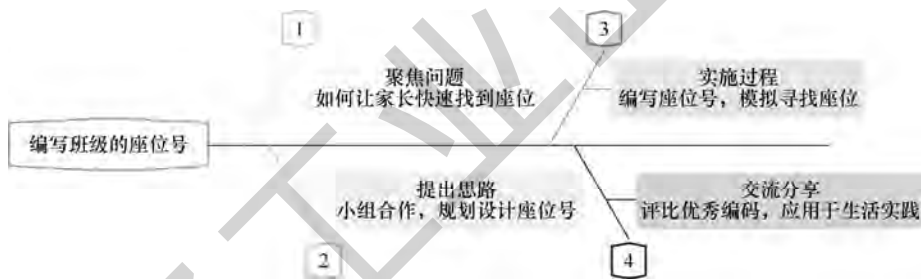 1
3
聚焦问题
如何让家长快速找到座位
实施过程
编写座位号，模拟寻找座位
编写班级的座位号
提出思路
小组合作，规划设计座位号
交流分享
评比优秀编码，应用于生活实践
2
4